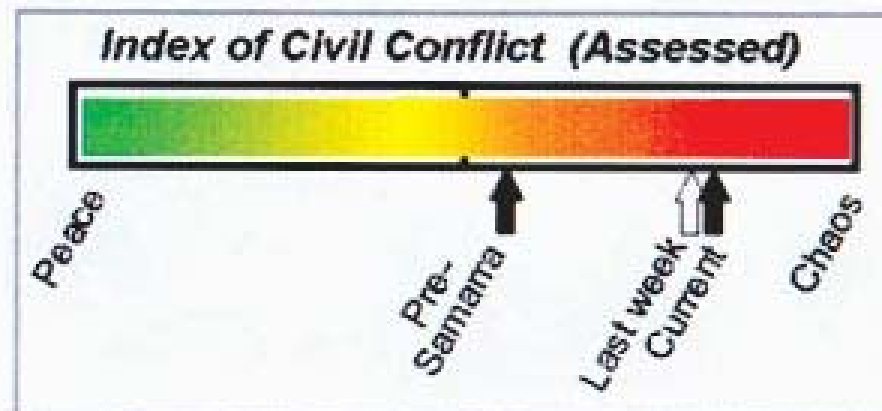 Index of Civil Conflict (Assessed)
Peace
Pre-
Samarra
Last week
Current
Chaos